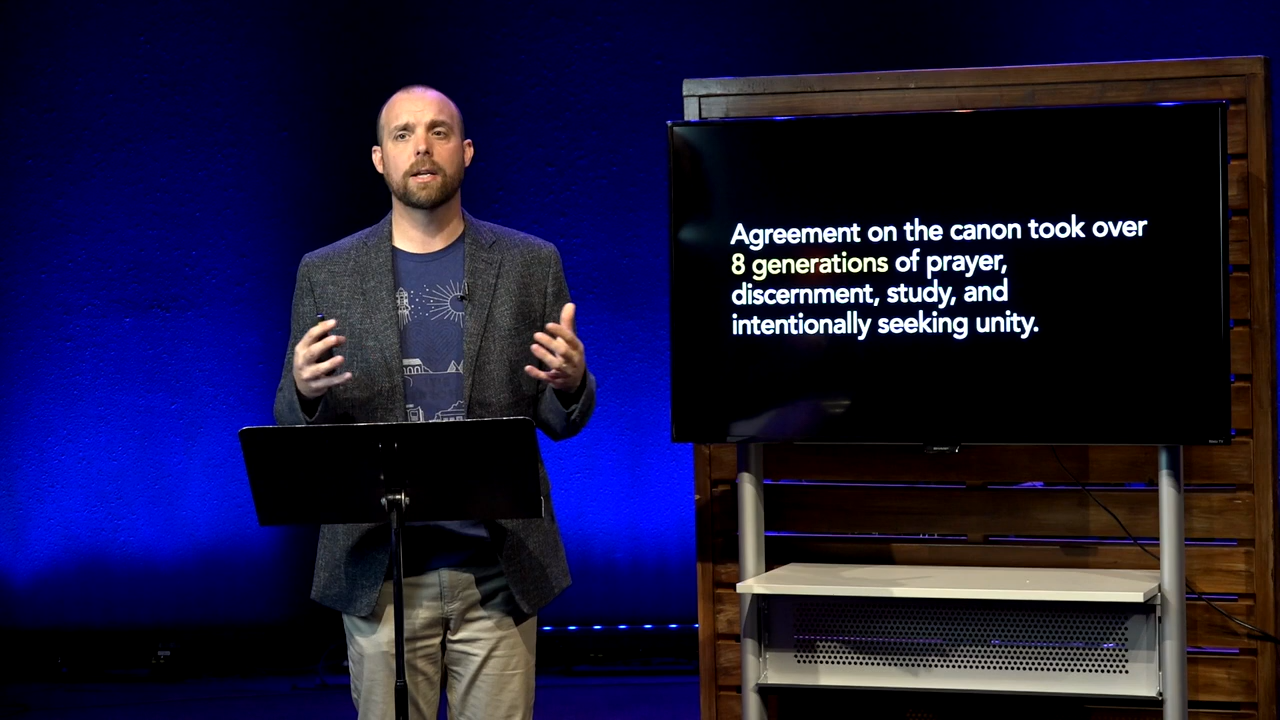 Agreement on the canon took over
8 generations of prayer,
discernment, study, and
intentionally seeking unity.